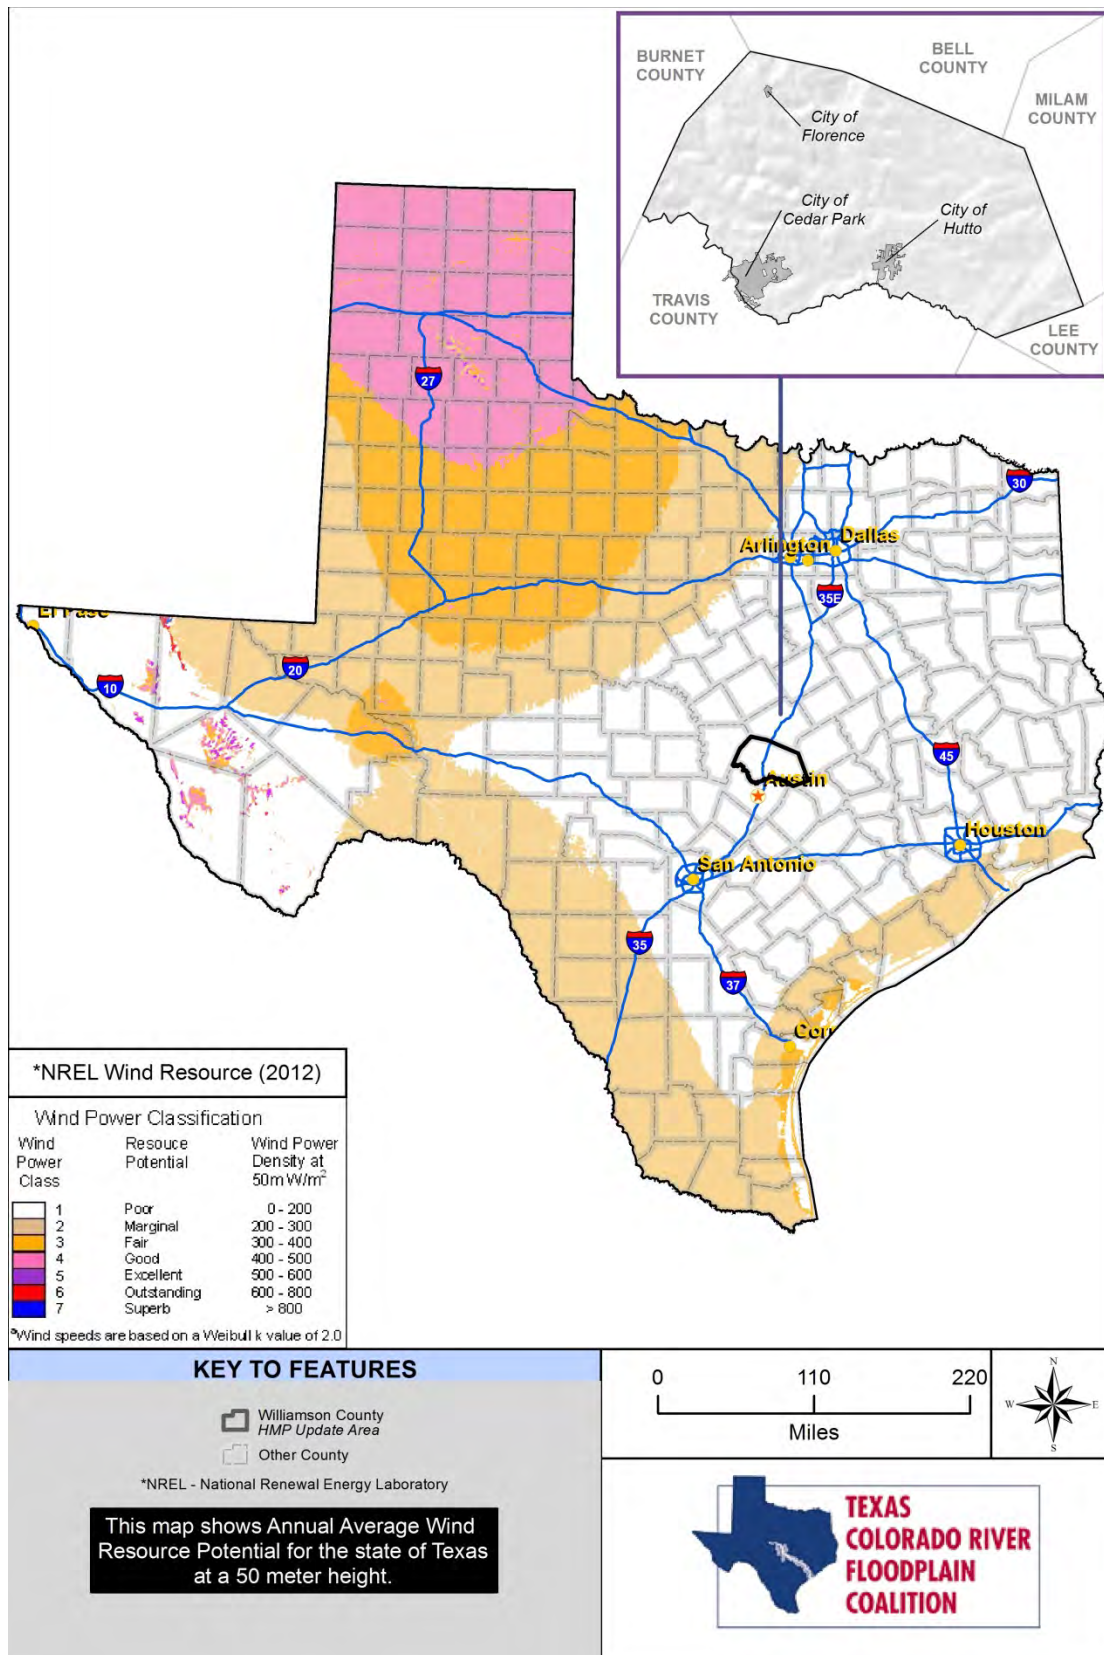 BURNET
COUNTY
BELL
COUNTY
MILAM
COUNTY
City of
Florence
City of
Cedar Park
City of
Hutto
TRAVIS
COUNTY
LEE
COUNTY
27
30
Dallas
Arlington
35E
El Paso
20
10
45
Austin
Houston
San Antonio
35
37
Corp
*NREL Wind Resource (2012)
Wind Power Classification
Wind Power Class Resouce Potential Wind Power Density at 50m W/m²
1 Poor 0 - 200
2 Marginal 200 - 300
3 Fair 300 - 400
4 Good 400 - 500
5 Excellent 500 - 600
6 Outstanding 600 - 800
7 Superb > 800
ᵃWind speeds are based on a Weibull k value of 2.0
KEY TO FEATURES
Williamson County
HMP Update Area
Other County
*NREL - National Renewal Energy Laboratory
This map shows Annual Average Wind
Resource Potential for the state of Texas
at a 50 meter height.
0 110 220
Miles
N
W E
S
TEXAS
COLORADO RIVER
FLOODPLAIN
COALITION